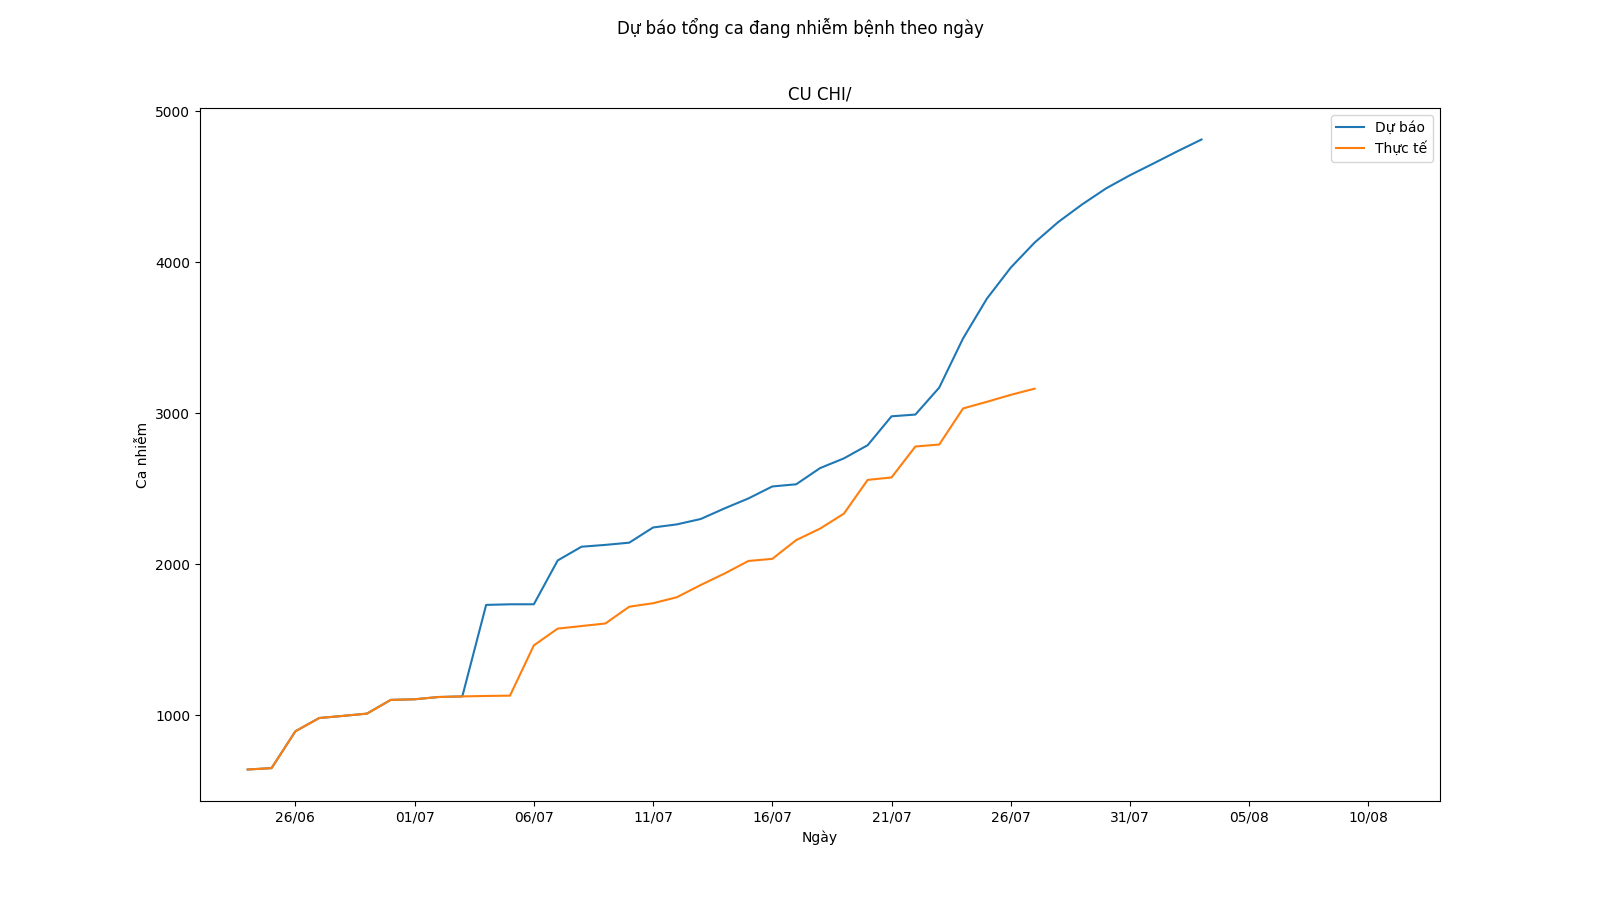 Dự báo tổng ca đang nhiễm bệnh theo ngày
CU CHI/
5000
4000
3000
2000
1000
Ca nhiễm
Dự báo
Thực tế
26/06 01/07 06/07 11/07 16/07 21/07 26/07 31/07 05/08 10/08
Ngày